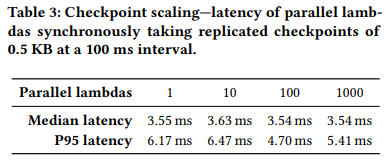 Table 3: Checkpoint scaling—latency of parallel lamb-
das synchronously taking replicated checkpoints of
0.5 KB at a 100 ms interval.
Parallel lambdas 1 10 100 1000
Median latency 3.55 ms 3.63 ms 3.54 ms 3.54 ms
P95 latency 6.17 ms 6.47 ms 4.70 ms 5.41 ms